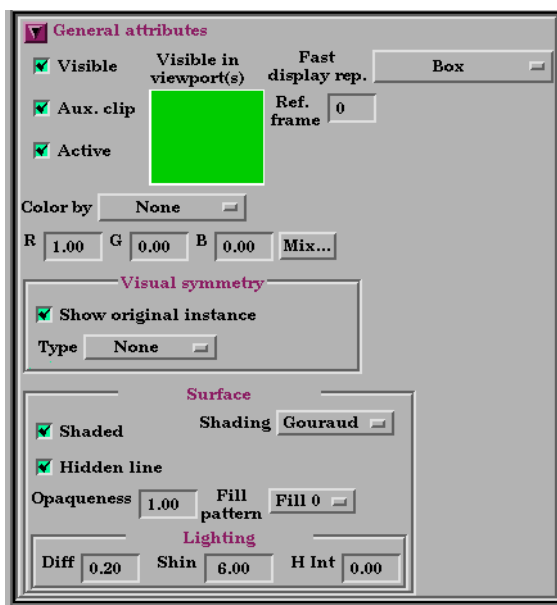 General attributes
Visible
Visible in
viewport(s)
Fast
display rep.
Box
Aux. clip
Ref.
frame
0
Active
Color by None
R 1.00 G 0.00 B 0.00 Mix...
Visual symmetry
Show original instance
Type None
Surface
Shaded
Shading Gouraud
Hidden line
Opaqueness 1.00
Fill
pattern
Fill 0
Lighting
Diff 0.20 Shin 6.00 H Int 0.00